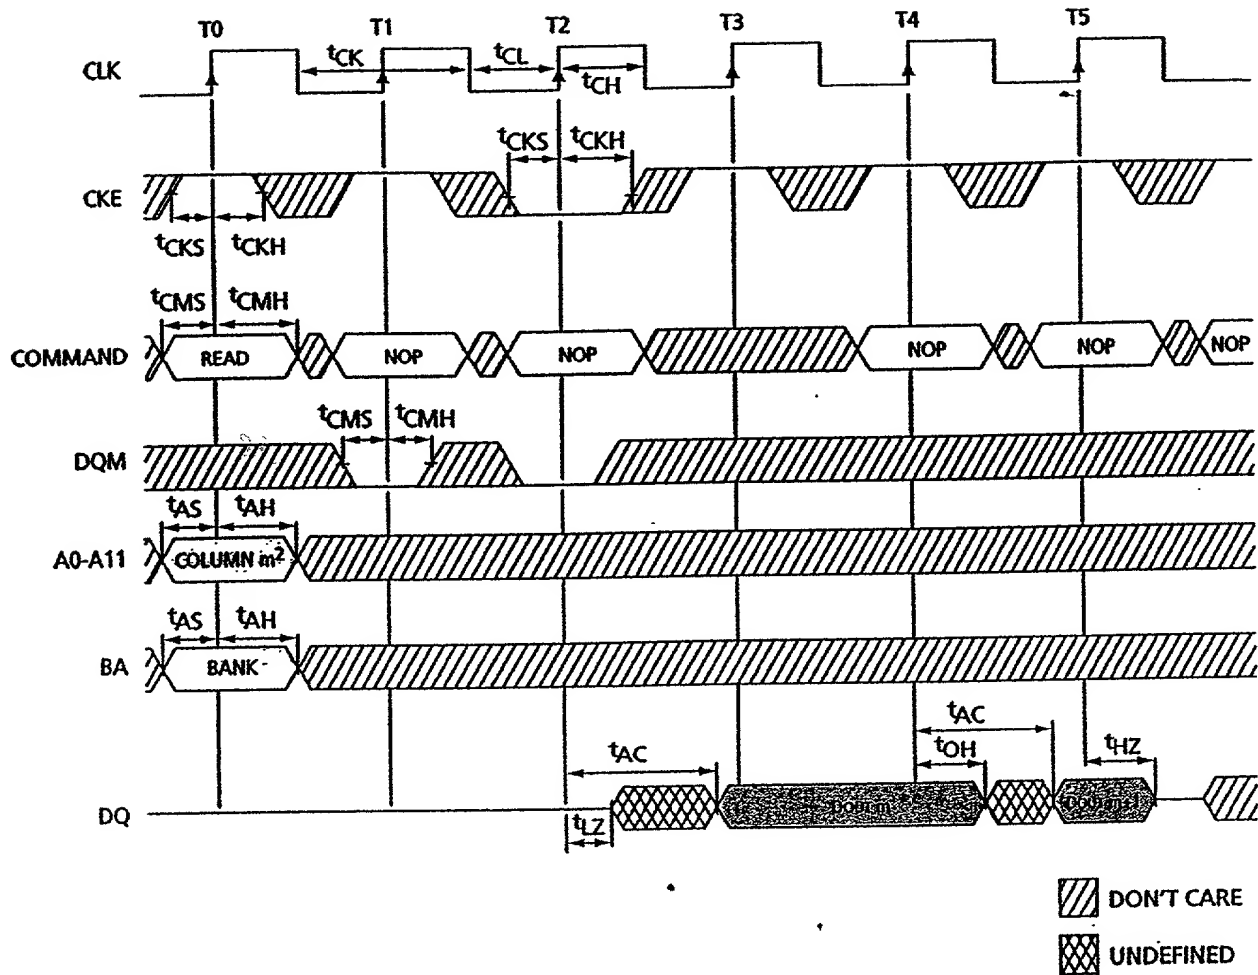 T0 T1 T2 T3 T4 T5
CLK tCK tCL tCH
tCKS tCKH
CKE
tCKS tCKH
tCMS tCMH
COMMAND READ NOP NOP NOP NOP NOP
tCMS tCMH
DQM
tAS tAH
A0-A11 COLUMN m²
tAS tAH
BA BANK
tAC tAC
tOH tHZ
DQ
tLZ
DON'T CARE
UNDEFINED